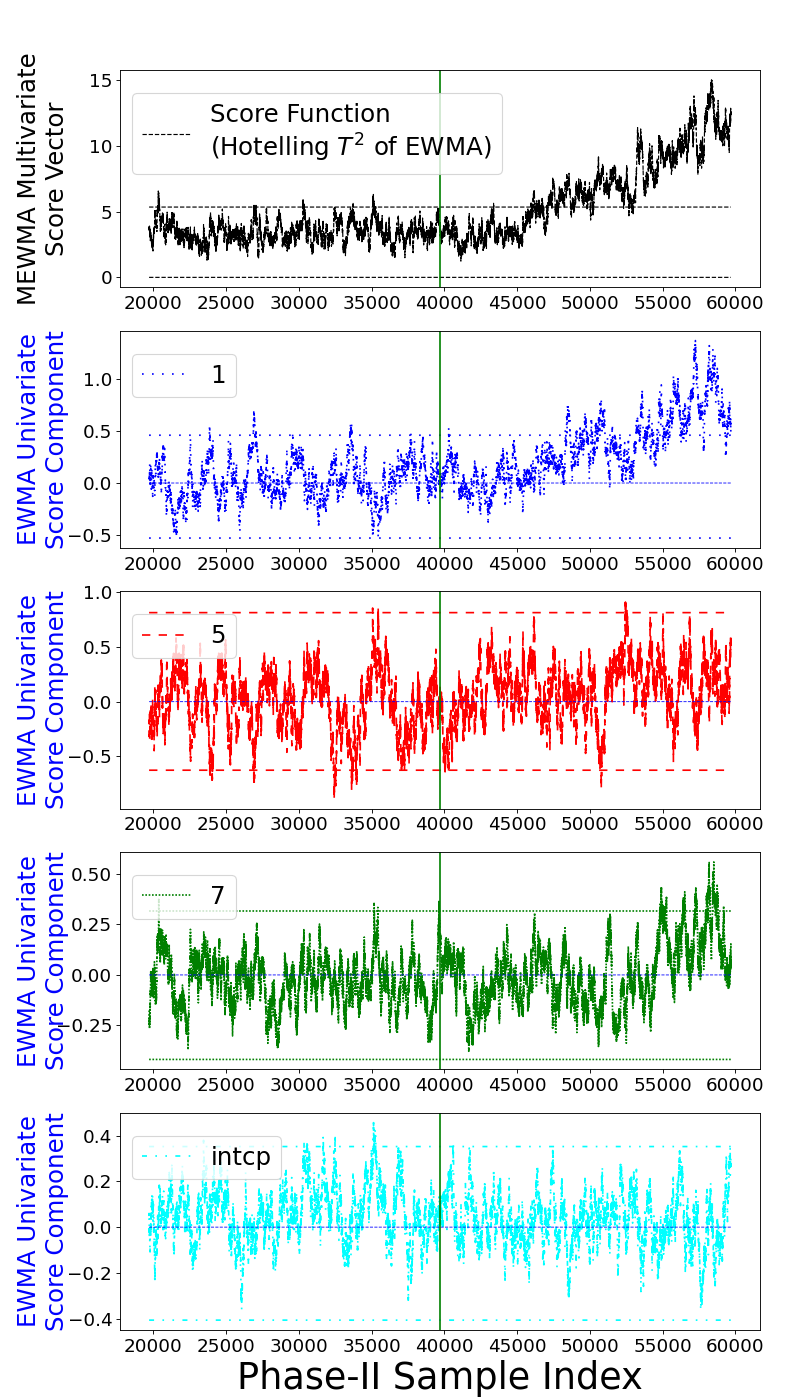 MEWMA Multivariate
Score Vector
15
10
5
0
Score Function
(Hotelling T² of EWMA)
20000 25000 30000 35000 40000 45000 50000 55000 60000
EWMA Univariate
Score Component
1.0
0.5
0.0
−0.5
1
20000 25000 30000 35000 40000 45000 50000 55000 60000
EWMA Univariate
Score Component
1.0
0.5
0.0
−0.5
5
20000 25000 30000 35000 40000 45000 50000 55000 60000
EWMA Univariate
Score Component
0.50
0.25
0.00
−0.25
7
20000 25000 30000 35000 40000 45000 50000 55000 60000
EWMA Univariate
Score Component
0.4
0.2
0.0
−0.2
−0.4
intcp
20000 25000 30000 35000 40000 45000 50000 55000 60000
Phase-II Sample Index